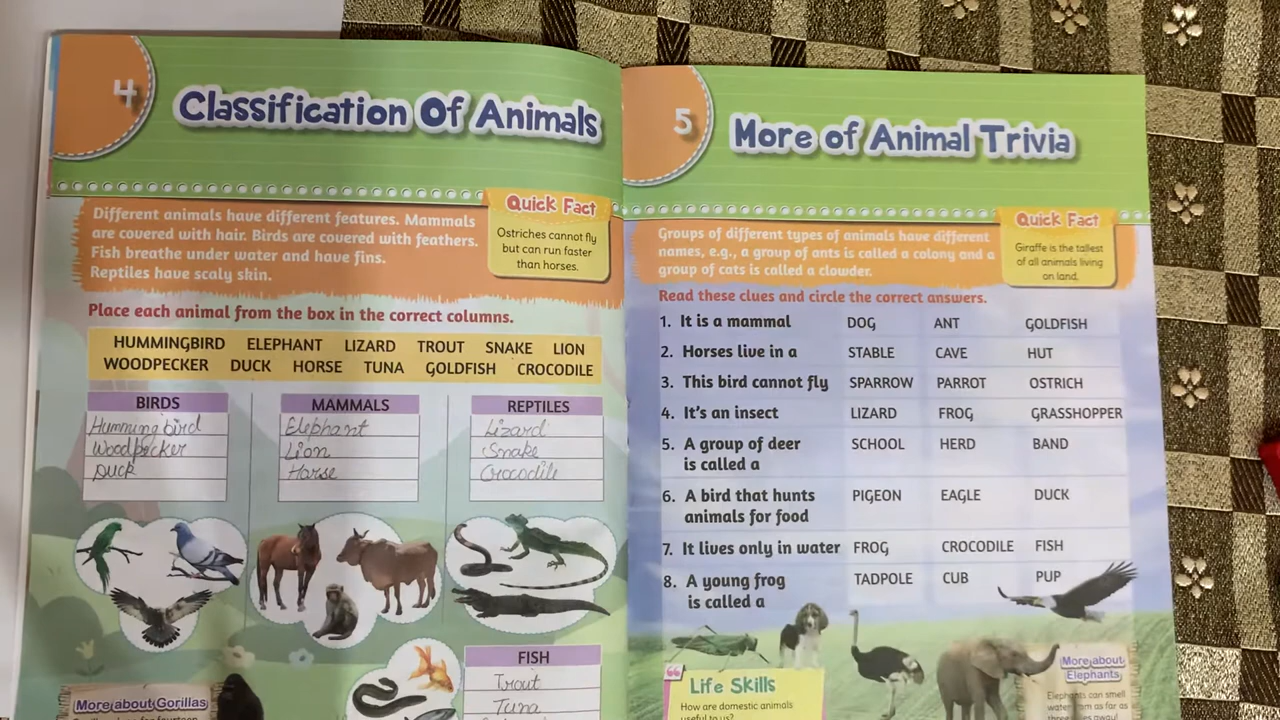 4
Classification Of Animals
Different animals have different features. Mammals
are covered with hair. Birds are covered with feathers.
Fish breathe under water and have fins.
Reptiles have scaly skin.
Quick Fact
Ostriches cannot fly
but can run faster
than horses.
Place each animal from the box in the correct columns.
HUMMINGBIRD ELEPHANT LIZARD TROUT SNAKE LION
WOODPECKER DUCK HORSE TUNA GOLDFISH CROCODILE
BIRDS MAMMALS REPTILES
Humming bird Elephant Lizard
Woodpecker Lion Snake
Duck Horse Crocodile
FISH
Trout
Tuna
More about Gorillas
5
More of Animal Trivia
Groups of different types of animals have different
names, e.g., a group of ants is called a colony and a
group of cats is called a clowder.
Quick Fact
Giraffe is the tallest
of all animals living
on land.
Read these clues and circle the correct answers.
1. It is a mammal DOG ANT GOLDFISH
2. Horses live in a STABLE CAVE HUT
3. This bird cannot fly SPARROW PARROT OSTRICH
4. It's an insect LIZARD FROG GRASSHOPPER
5. A group of deer SCHOOL HERD BAND
is called a
6. A bird that hunts PIGEON EAGLE DUCK
animals for food
7. It lives only in water FROG CROCODILE FISH
8. A young frog TADPOLE CUB PUP
is called a
Life Skills
How are domestic animals
useful to us?
More about
Elephants
Elephants can smell
as far as